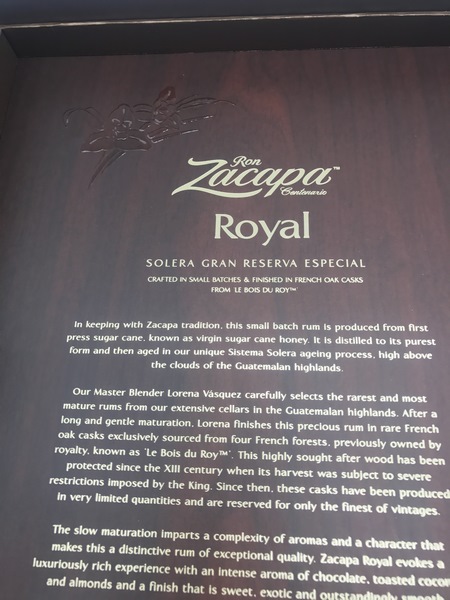 Ron
Zacapa™
Centenario
Royal
SOLERA GRAN RESERVA ESPECIAL
CRAFTED IN SMALL BATCHES & FINISHED IN FRENCH OAK CASKS
FROM 'LE BOIS DU ROY™
In keeping with Zacapa tradition, this small batch rum is produced from first
press sugar cane, known as virgin sugar cane honey. It is distilled to its purest
form and then aged in our unique Sistema Solera ageing process, high above
the clouds of the Guatemalan highlands.
Our Master Blender Lorena Vásquez carefully selects the rarest and most
mature rums from our extensive cellars in the Guatemalan highlands. After a
long and gentle maturation, Lorena finishes this precious rum in rare French
oak casks exclusively sourced from four French forests, previously owned by
royalty, known as 'Le Bois du Roy™'. This highly sought after wood has been
protected since the XIII century when its harvest was subject to severe
restrictions imposed by the King. Since then, these casks have been produced
in very limited quantities and are reserved for only the finest of vintages.
The slow maturation imparts a complexity of aromas and a character that
makes this a distinctive rum of exceptional quality. Zacapa Royal evokes a
luxuriously rich experience with an intense aroma of chocolate, toasted
and almonds and a finish that is sweet, exotic and outstandingly smooth